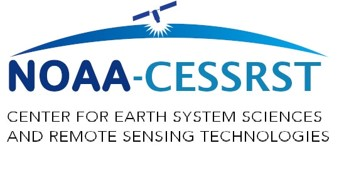 NOAA-CESSRST
CENTER FOR EARTH SYSTEM SCIENCES
AND REMOTE SENSING TECHNOLOGIES